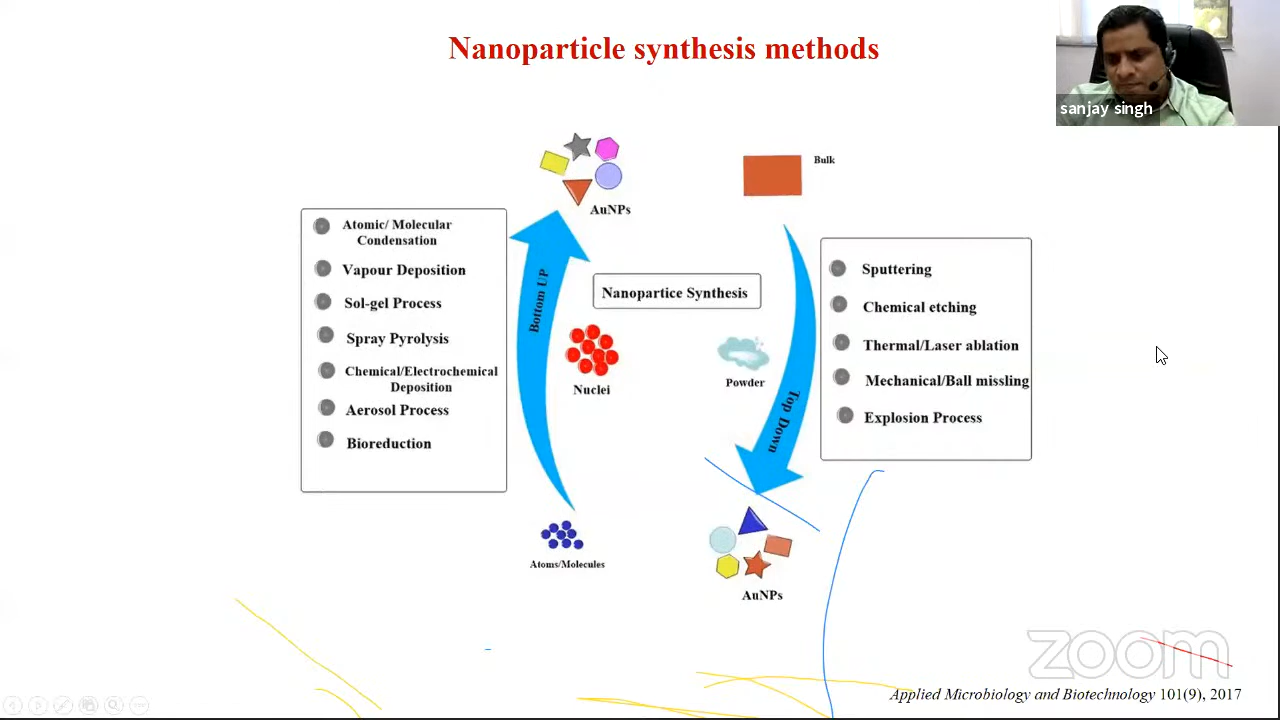 Nanoparticle synthesis methods
sanjay singh
AuNPs
Bulk
Atomic/ Molecular
Condensation
Vapour Deposition
Sol-gel Process
Spray Pyrolysis
Chemical/Electrochemical
Deposition
Aerosol Process
Bioreduction
Bottom UP
Nanopartice Synthesis
Nuclei
Powder
Top Down
Sputtering
Chemical etching
Thermal/Laser ablation
Mechanical/Ball missling
Explosion Process
Atoms/Molecules
AuNPs
zoom
Applied Microbiology and Biotechnology 101(9), 2017